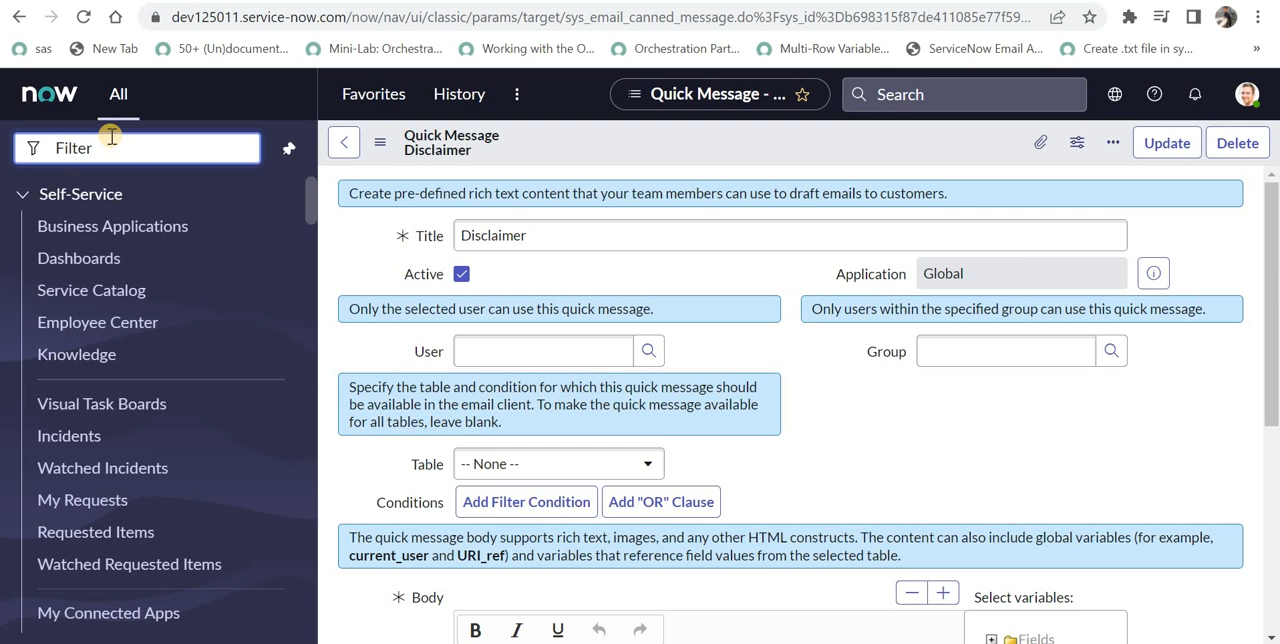 dev125011.service-now.com/now/nav/ui/classic/params/target/sys_email_canned_message.do%3Fsys_id%3Db698315f87de411085e77f59...
sas New Tab 50+ (Un)document... Mini-Lab: Orchestra... Working with the O... Orchestration Part... Multi-Row Variable... ServiceNow Email A... Create .txt file in sy... »
now All Favorites History Quick Message - ... Search
Filter
Quick Message
Disclaimer
Update Delete
Self-Service
Business Applications
Dashboards
Service Catalog
Employee Center
Knowledge
Visual Task Boards
Incidents
Watched Incidents
My Requests
Requested Items
Watched Requested Items
My Connected Apps
Create pre-defined rich text content that your team members can use to draft emails to customers.
Title Disclaimer
Active Application Global
Only the selected user can use this quick message. Only users within the specified group can use this quick message.
User Group
Specify the table and condition for which this quick message should
be available in the email client. To make the quick message available
for all tables, leave blank.
Table -- None --
Conditions Add Filter Condition Add "OR" Clause
The quick message body supports rich text, images, and any other HTML constructs. The content can also include global variables (for example,
current_user and URI_ref) and variables that reference field values from the selected table.
Body Select variables:
B I U Fields